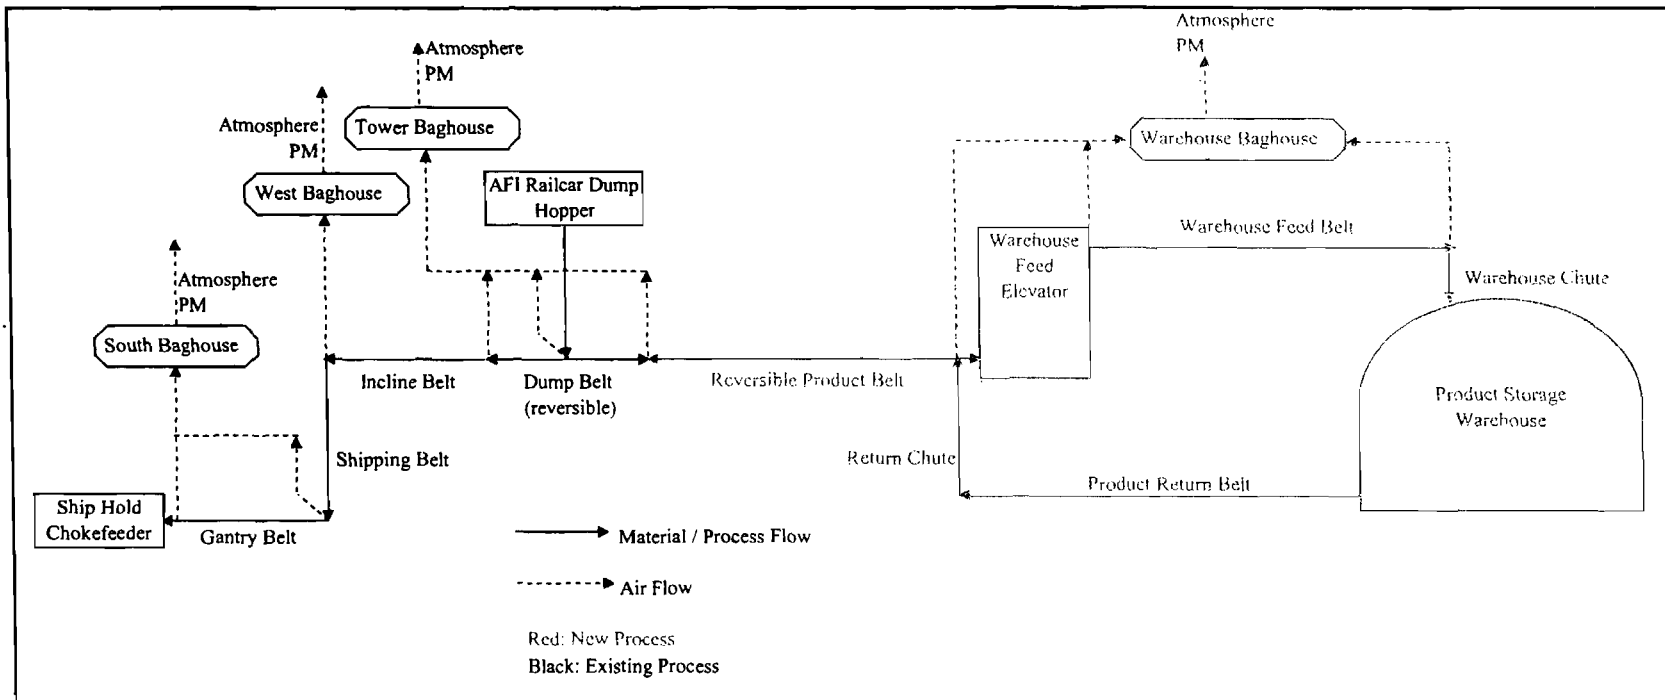 Atmosphere
PM
Atmosphere
PM
Tower Baghouse
Atmosphere
PM
Warehouse Baghouse
West Baghouse
AFI Railcar Dump
Hopper
Warehouse Feed Belt
Warehouse
Feed
Elevator
Atmosphere
PM
Warehouse Chute
South Baghouse
Incline Belt
Dump Belt
(reversible)
Reversible Product Belt
Product Storage
Warehouse
Shipping Belt
Return Chute
Product Return Belt
Ship Hold
Chokefeeder
Gantry Belt
Material / Process Flow
Air Flow
Red: New Process
Black: Existing Process